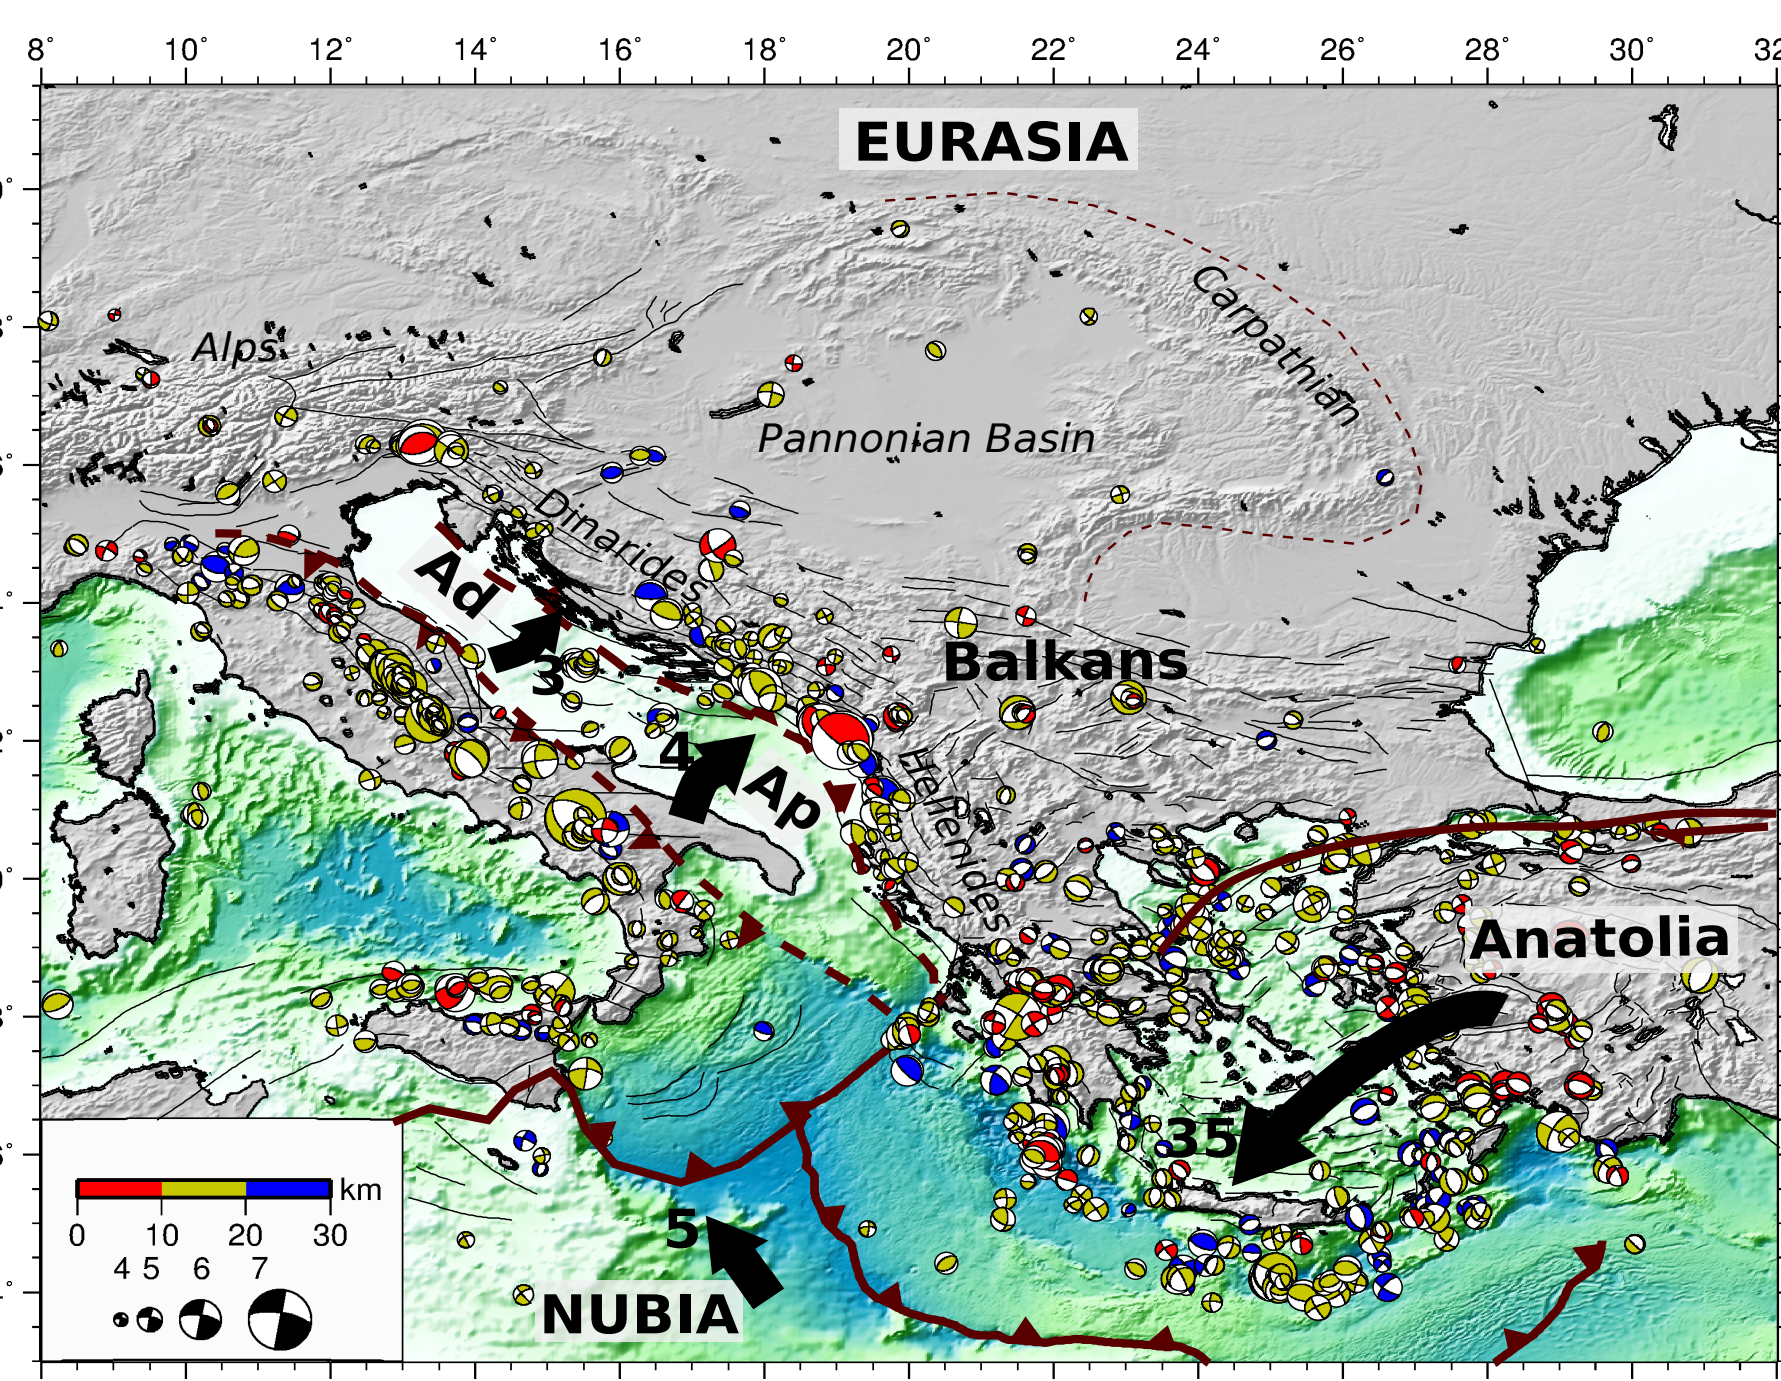 8° 10° 12° 14° 16° 18° 20° 22° 24° 26° 28° 30° 32
EURASIA
Carpathian
Alps
Pannonian Basin
Dinarides
Ad
3
Balkans
4
Ap
Hellenides
Anatolia
35
5
NUBIA
km
0 10 20 30
4 5 6 7